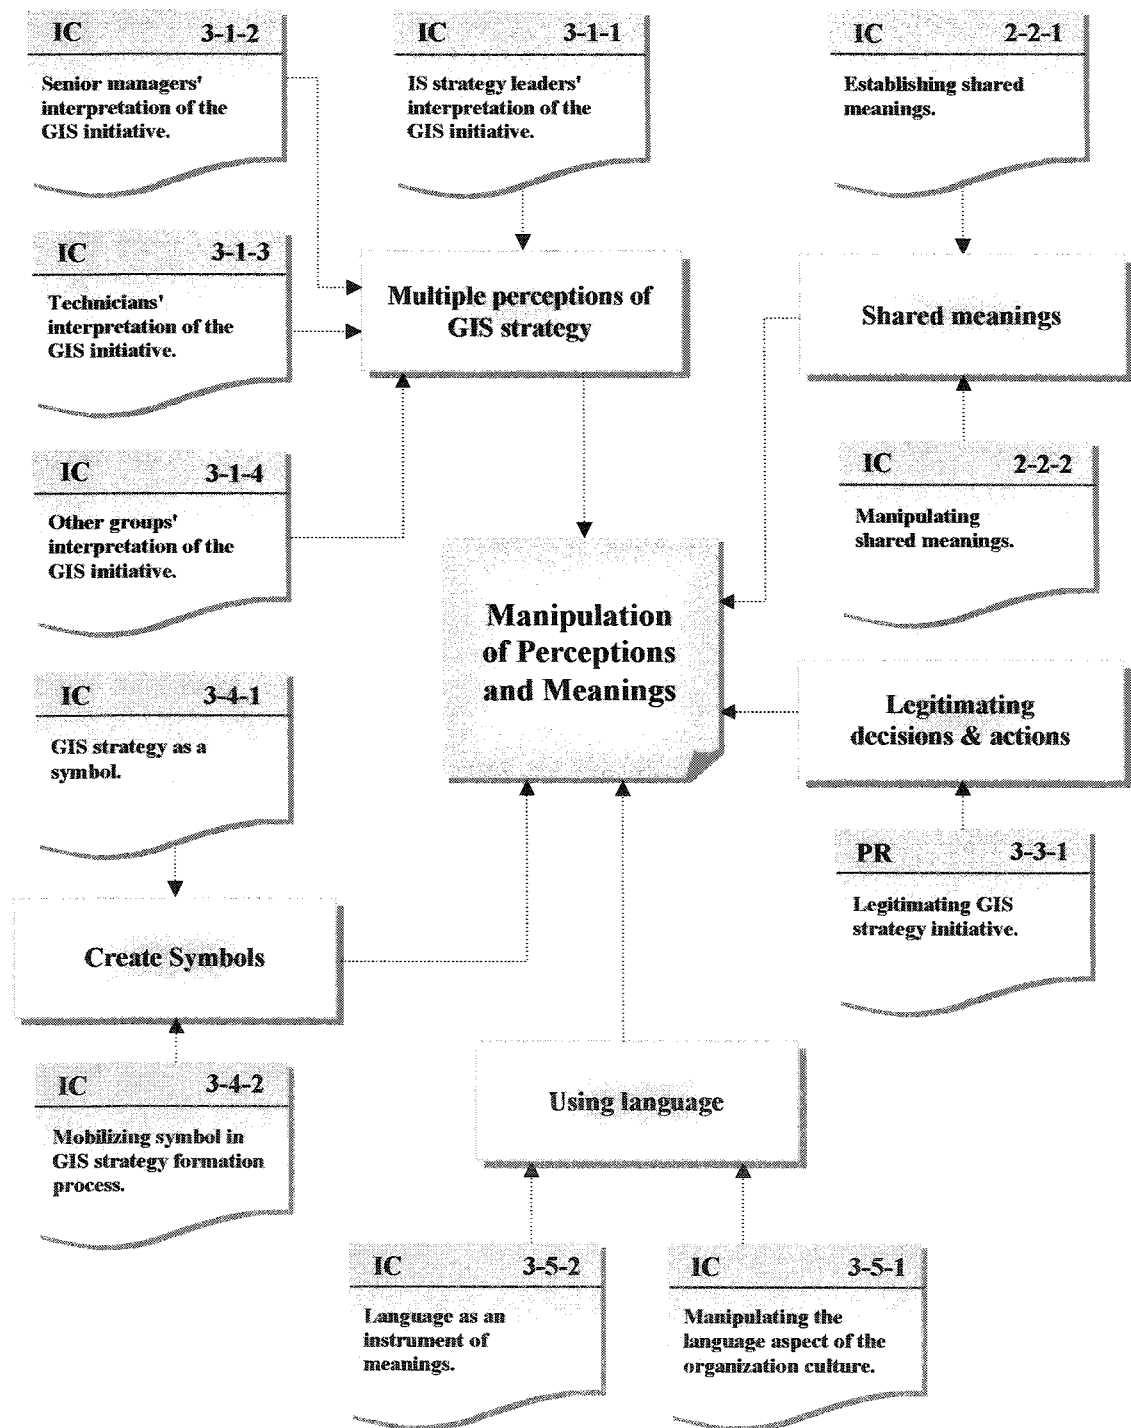 IC 3-1-2
Senior managers'
interpretation of the
GIS initiative.
IC 3-1-1
IS strategy leaders'
interpretation of the
GIS initiative.
IC 2-2-1
Establishing shared
meanings.
IC 3-1-3
Technicians'
interpretation of the
GIS initiative.
Multiple perceptions of
GIS strategy
Shared meanings
IC 3-1-4
Other groups'
interpretation of the
GIS initiative.
IC 2-2-2
Manipulating
shared meanings.
Manipulation
of Perceptions
and Meanings
IC 3-4-1
GIS strategy as a
symbol.
Legitimating
decisions & actions
PR 3-3-1
Legitimating GIS
strategy initiative.
Create Symbols
IC 3-4-2
Mobilizing symbol in
GIS strategy formation
process.
Using language
IC 3-5-2
Language as an
instrument of
meanings.
IC 3-5-1
Manipulating the
language aspect of the
organization culture.